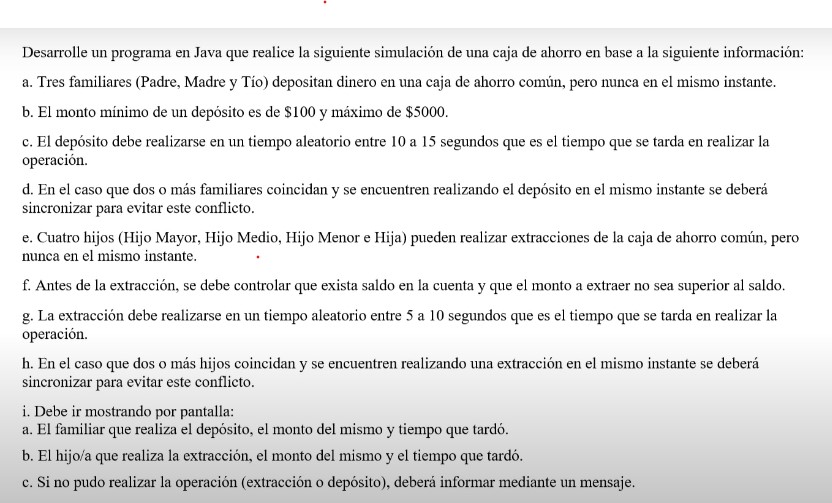 Desarrolle un programa en Java que realice la siguiente simulación de una caja de ahorro en base a la siguiente información:
a. Tres familiares (Padre, Madre y Tío) depositan dinero en una caja de ahorro común, pero nunca en el mismo instante.
b. El monto mínimo de un depósito es de $100 y máximo de $5000.
c. El depósito debe realizarse en un tiempo aleatorio entre 10 a 15 segundos que es el tiempo que se tarda en realizar la
operación.
d. En el caso que dos o más familiares coincidan y se encuentren realizando el depósito en el mismo instante se deberá
sincronizar para evitar este conflicto.
e. Cuatro hijos (Hijo Mayor, Hijo Medio, Hijo Menor e Hija) pueden realizar extracciones de la caja de ahorro común, pero
nunca en el mismo instante.
f. Antes de la extracción, se debe controlar que exista saldo en la cuenta y que el monto a extraer no sea superior al saldo.
g. La extracción debe realizarse en un tiempo aleatorio entre 5 a 10 segundos que es el tiempo que se tarda en realizar la
operación.
h. En el caso que dos o más hijos coincidan y se encuentren realizando una extracción en el mismo instante se deberá
sincronizar para evitar este conflicto.
i. Debe ir mostrando por pantalla:
a. El familiar que realiza el depósito, el monto del mismo y tiempo que tardó.
b. El hijo/a que realiza la extracción, el monto del mismo y el tiempo que tardó.
c. Si no pudo realizar la operación (extracción o depósito), deberá informar mediante un mensaje.